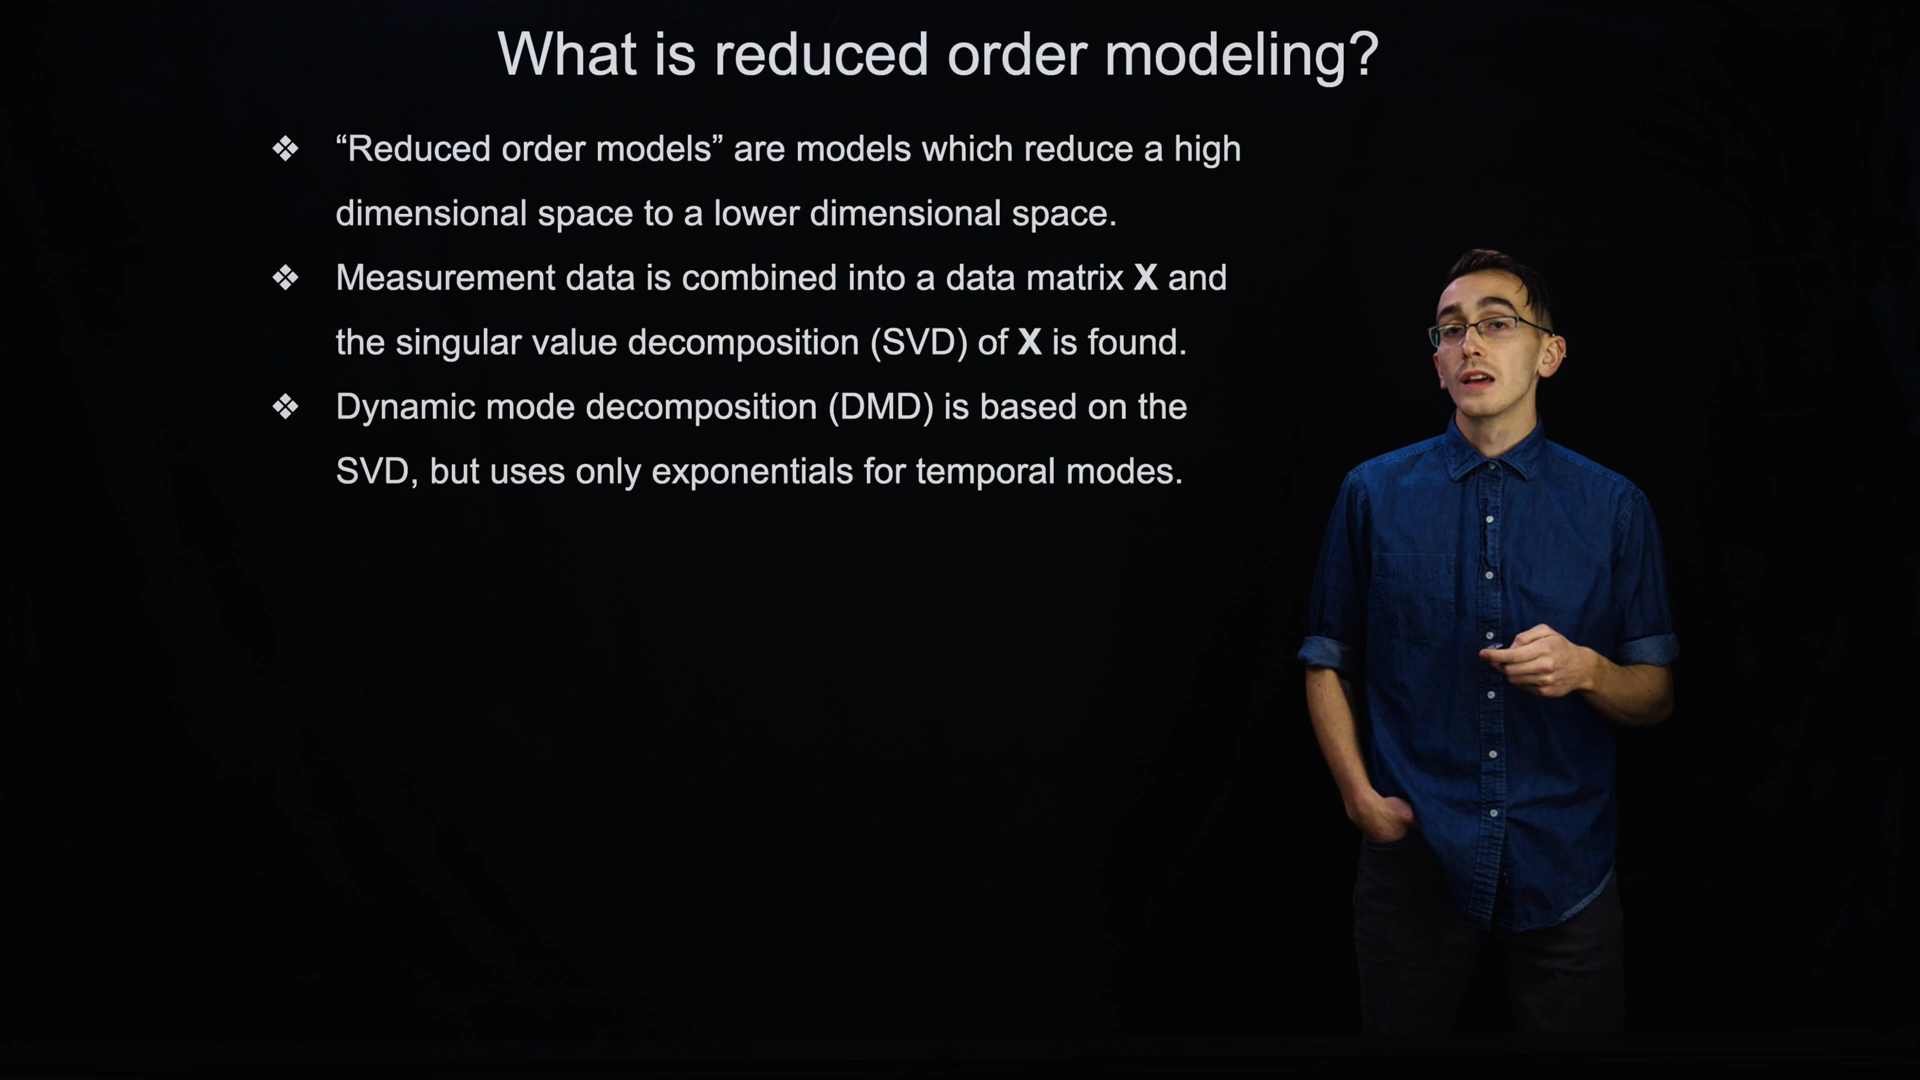 What is reduced order modeling?
❖ “Reduced order models” are models which reduce a high
dimensional space to a lower dimensional space.
❖ Measurement data is combined into a data matrix X and
the singular value decomposition (SVD) of X is found.
❖ Dynamic mode decomposition (DMD) is based on the
SVD, but uses only exponentials for temporal modes.